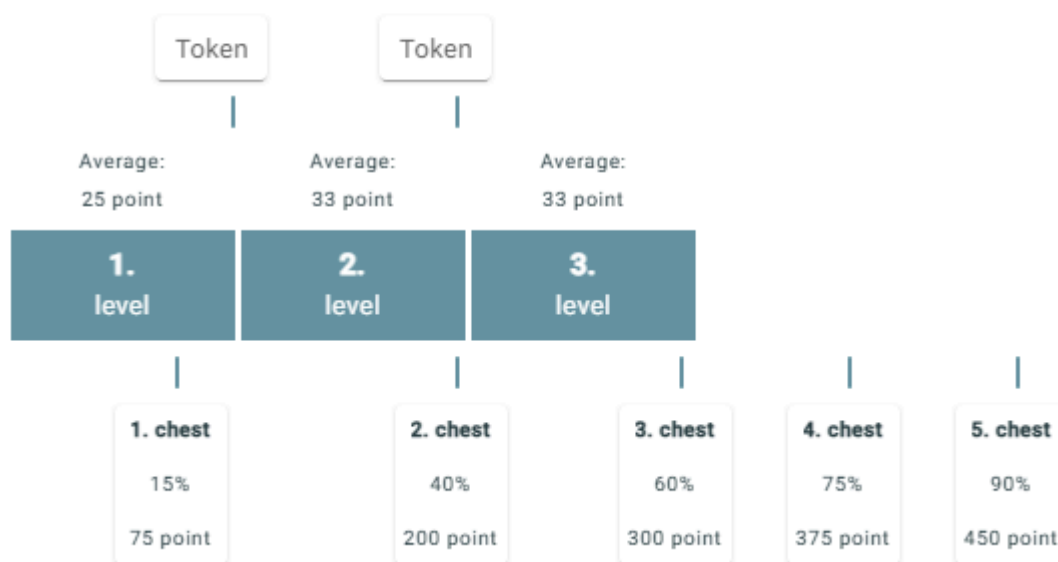 Token
Token
Average:
25 point
Average:
33 point
Average:
33 point
1.
level
2.
level
3.
level
1. chest
15%
75 point
2. chest
40%
200 point
3. chest
60%
300 point
4. chest
75%
375 point
5. chest
90%
450 point